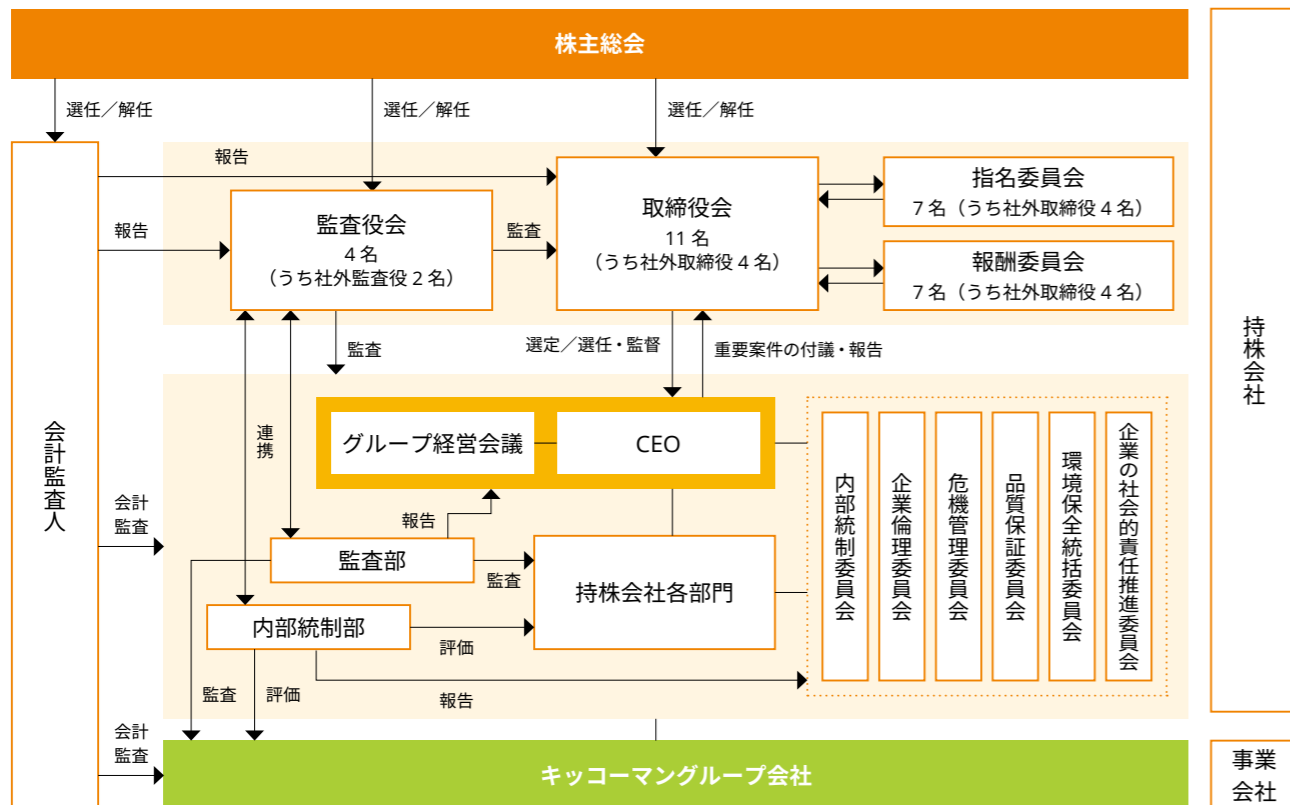 株主総会
選任／解任
選任／解任
選任／解任
報告
報告
監査役会
4 名
（うち社外監査役 2 名）
監査
取締役会
11 名
（うち社外取締役 4 名）
指名委員会
7 名（うち社外取締役 4 名）
報酬委員会
7 名（うち社外取締役 4 名）
持株会社
監査
選定／選任・監督
重要案件の付議・報告
会計監査人
連携
グループ経営会議
CEO
会計
監査
報告
監査部
監査
持株会社各部門
内部統制部
評価
監査
評価
報告
内部統制委員会
企業倫理委員会
危機管理委員会
品質保証委員会
環境保全統括委員会
企業の社会的責任推進委員会
会計
監査
キッコーマングループ会社
事業
会社